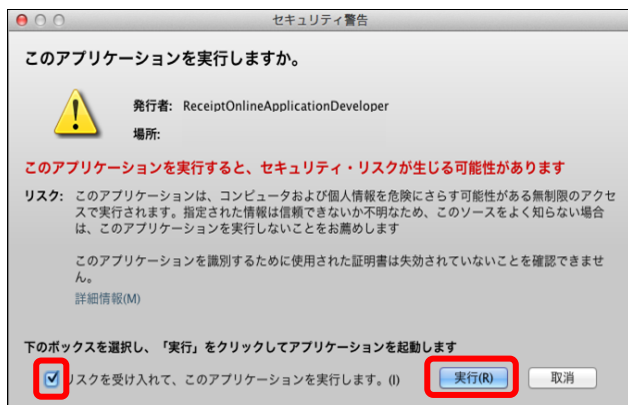 セキュリティ警告
このアプリケーションを実行しますか。
発行者: ReceiptOnlineApplicationDeveloper
場所:
このアプリケーションを実行すると、セキュリティ・リスクが生じる可能性があります
リスク: このアプリケーションは、コンピュータおよび個人情報を危険にさらす可能性がある無制限のアクセ
スで実行されます。指定された情報は信頼できないか不明なため、このソースをよく知らない場合
は、このアプリケーションを実行しないことをお薦めします
このアプリケーションを識別するために使用された証明書は失効されていないことを確認できませ
ん。
詳細情報(M)
下のボックスを選択し、「実行」をクリックしてアプリケーションを起動します
リスクを受け入れて、このアプリケーションを実行します。(I)
実行(R)
取消